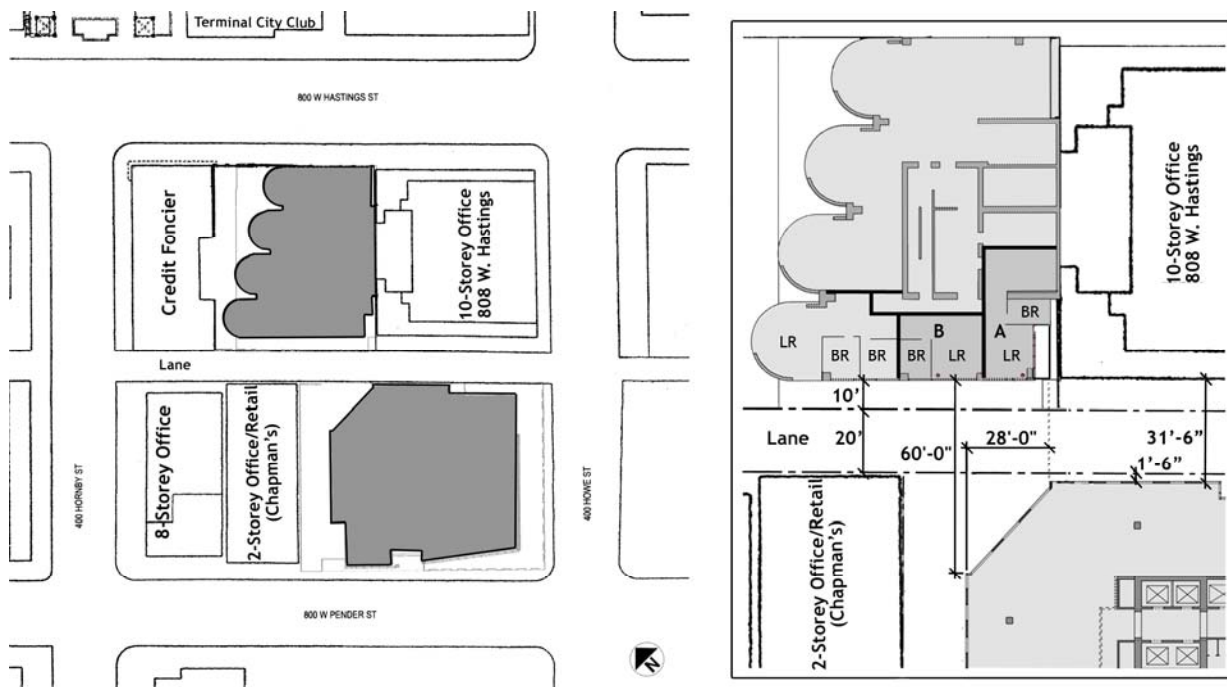 Terminal City Club
800 W HASTINGS ST
Credit Foncier
10-Storey Office
808 W. Hastings
Lane
8-Storey Office
2-Storey Office/Retail
(Chapman's)
400 HORNBY ST
400 HOWE ST
800 W PENDER ST
N
10-Storey Office
808 W. Hastings
BR
B
A
LR
BR
BR
BR
LR
LR
10'
Lane
20'
60'-0"
28'-0"
31'-6"
1'-6"
2-Storey Office/Retail
(Chapman's)